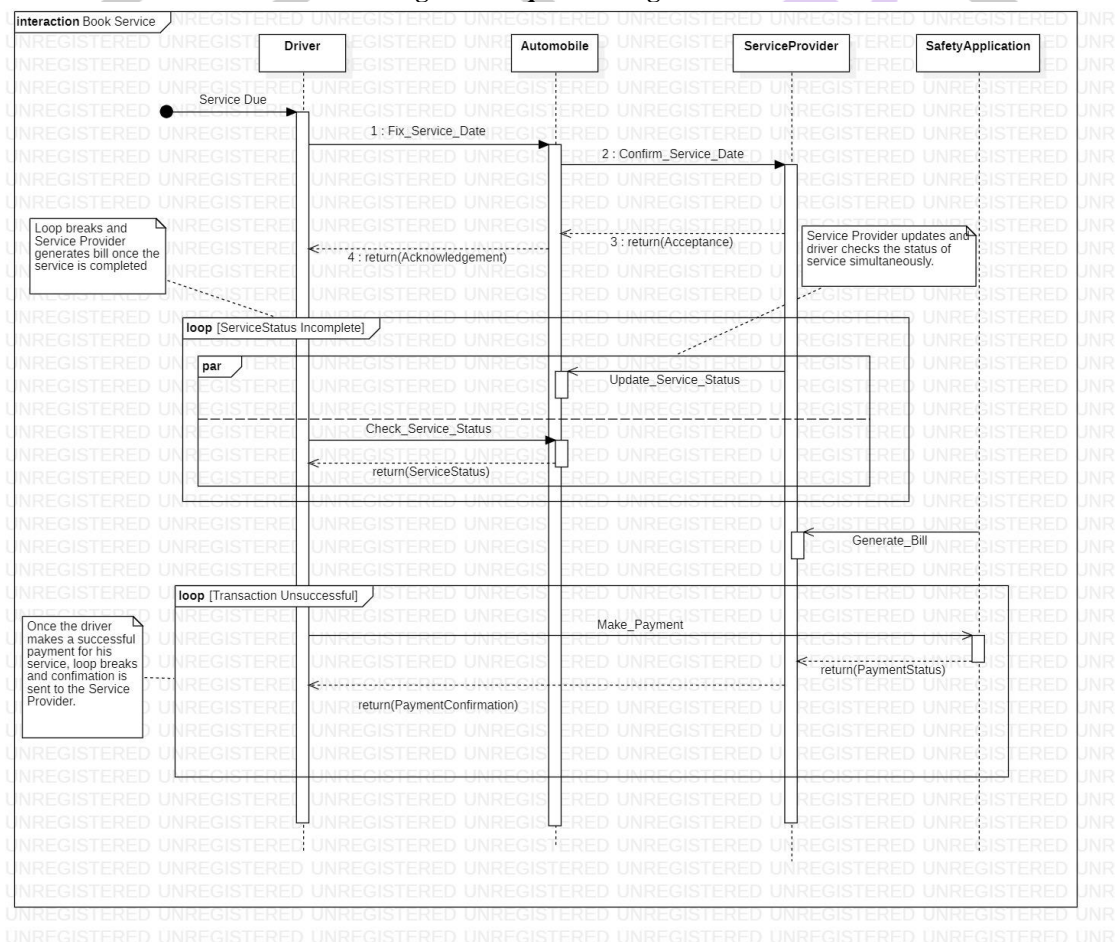 interaction Book Service
Driver
Automobile
ServiceProvider
SafetyApplication
Service Due
1 : Fix_Service_Date
2 : Confirm_Service_Date
3 : return(Acceptance)
4 : return(Acknowledgement)
Loop breaks and
Service Provider
generates bill once the
service is completed
Service Provider updates and
driver checks the status of
service simultaneously.
loop [ServiceStatus Incomplete]
par
Update_Service_Status
Check_Service_Status
return(ServiceStatus)
Generate_Bill
loop [Transaction Unsuccessful]
Once the driver
makes a successful
payment for his
service, loop breaks
and confimation is
sent to the Service
Provider.
Make_Payment
return(PaymentStatus)
return(PaymentConfirmation)
UNREGISTERED